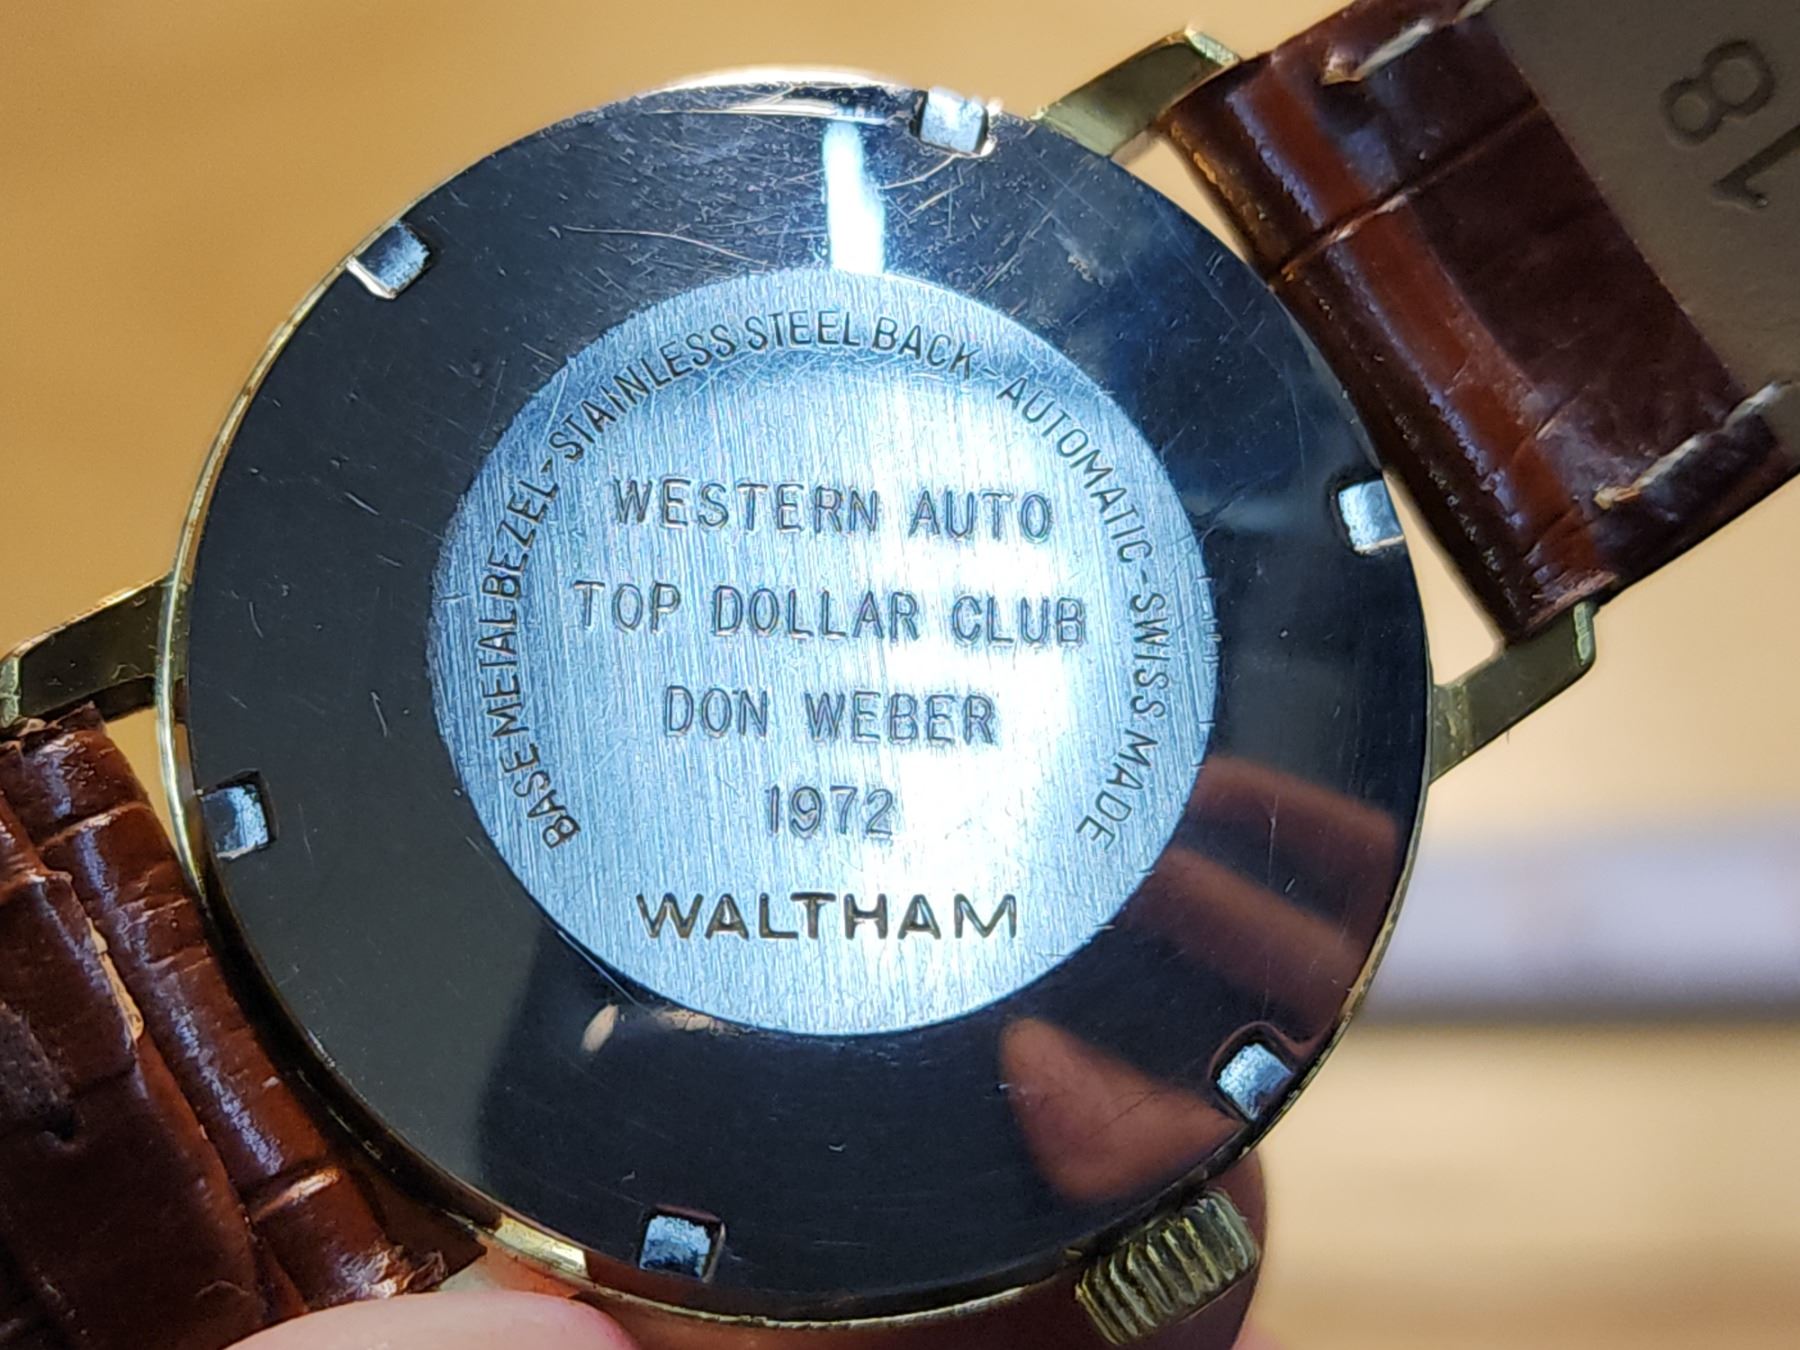 BASE METAL BEZEL - STAINLESS STEEL BACK - AUTOMATIC - SWISS MADE
WESTERN AUTO
TOP DOLLAR CLUB
DON WEBER
1972
WALTHAM
18